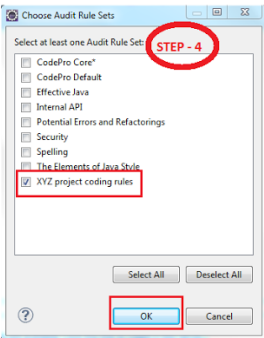 Choose Audit Rule Sets
Select at least one Audit Rule Set:
STEP - 4
CodePro Core*
CodePro Default
Effective Java
Internal API
Potential Errors and Refactorings
Security
Spelling
The Elements of Java Style
XYZ project coding rules
Select All
Deselect All
?
OK
Cancel